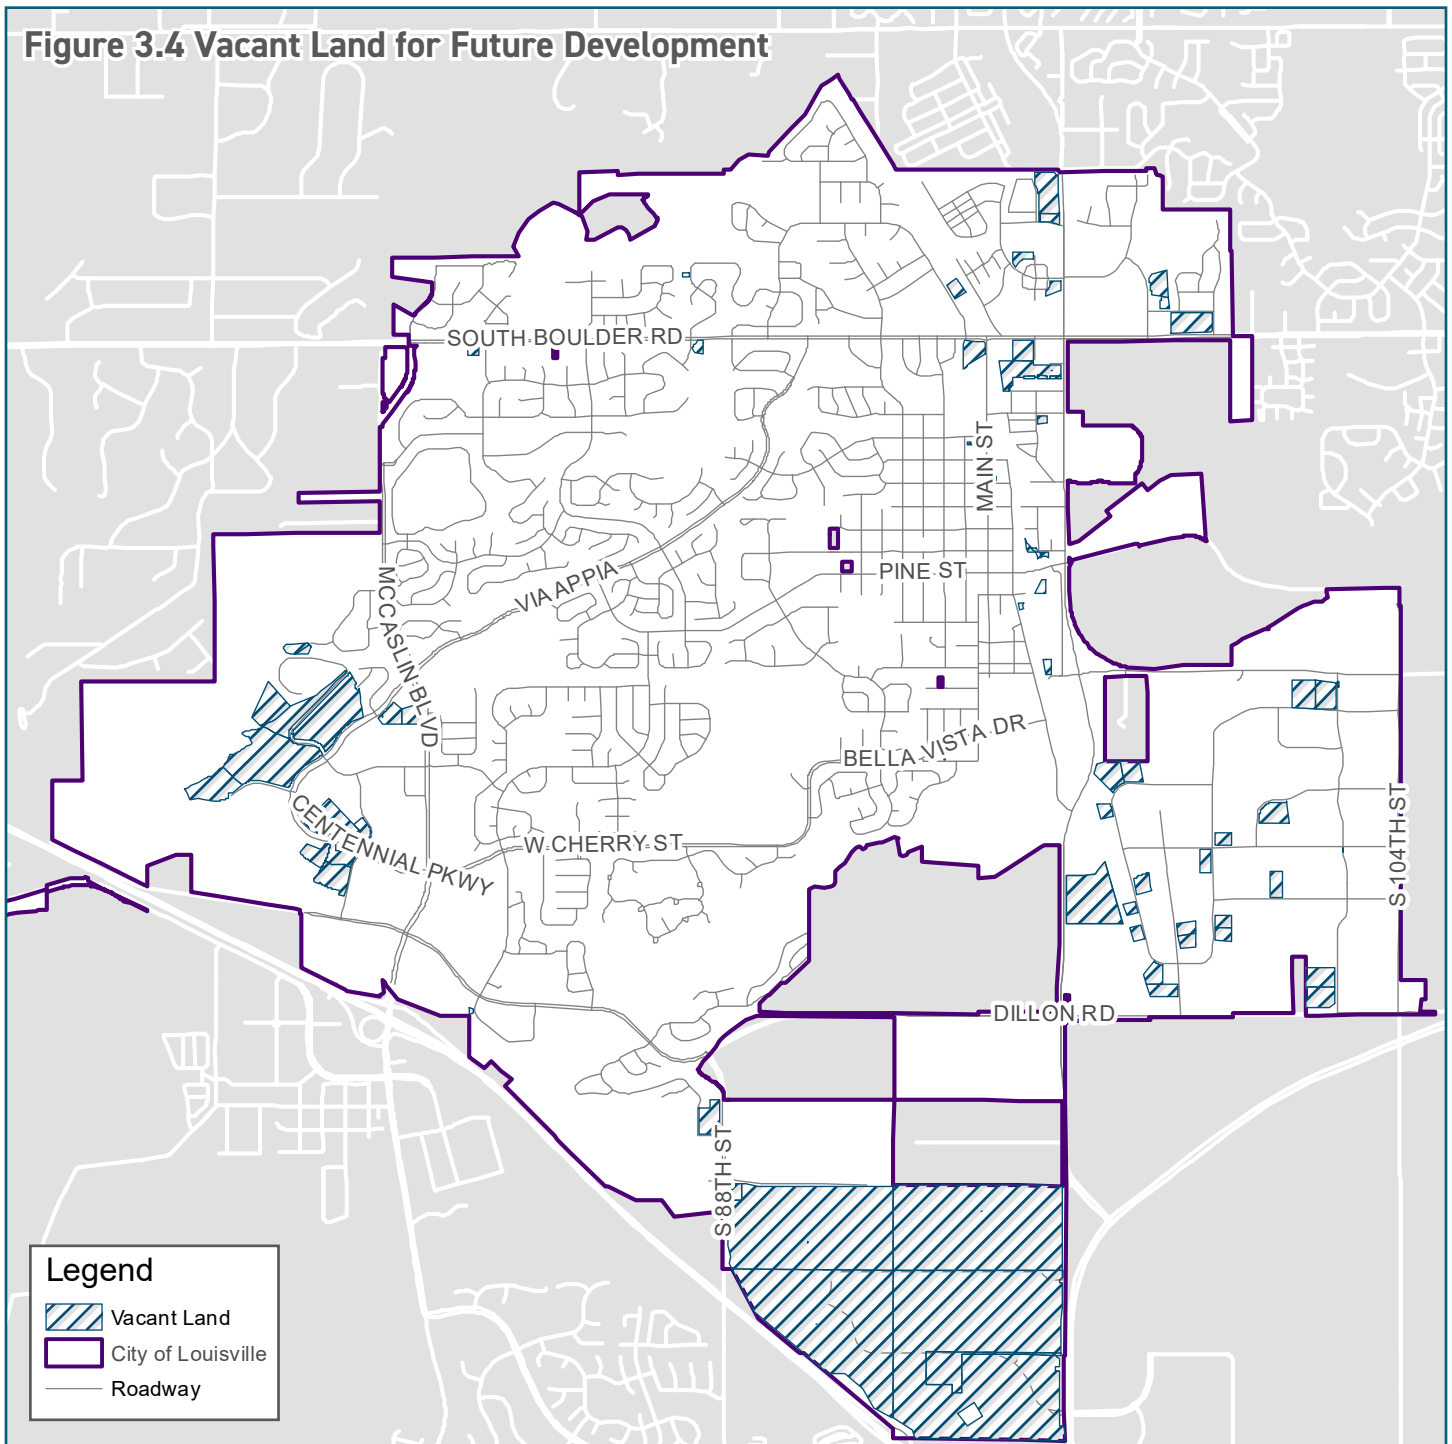 Figure 3.4 Vacant Land for Future Development
SOUTH BOULDER RD
MAIN ST
PINE ST
VIA APPIA
MCCASLIN BLVD
BELLA VISTA DR
CENTENNIAL PKWY
W CHERRY ST
S 104TH ST
DILLON RD
S 88TH ST
Legend
Vacant Land
City of Louisville
Roadway